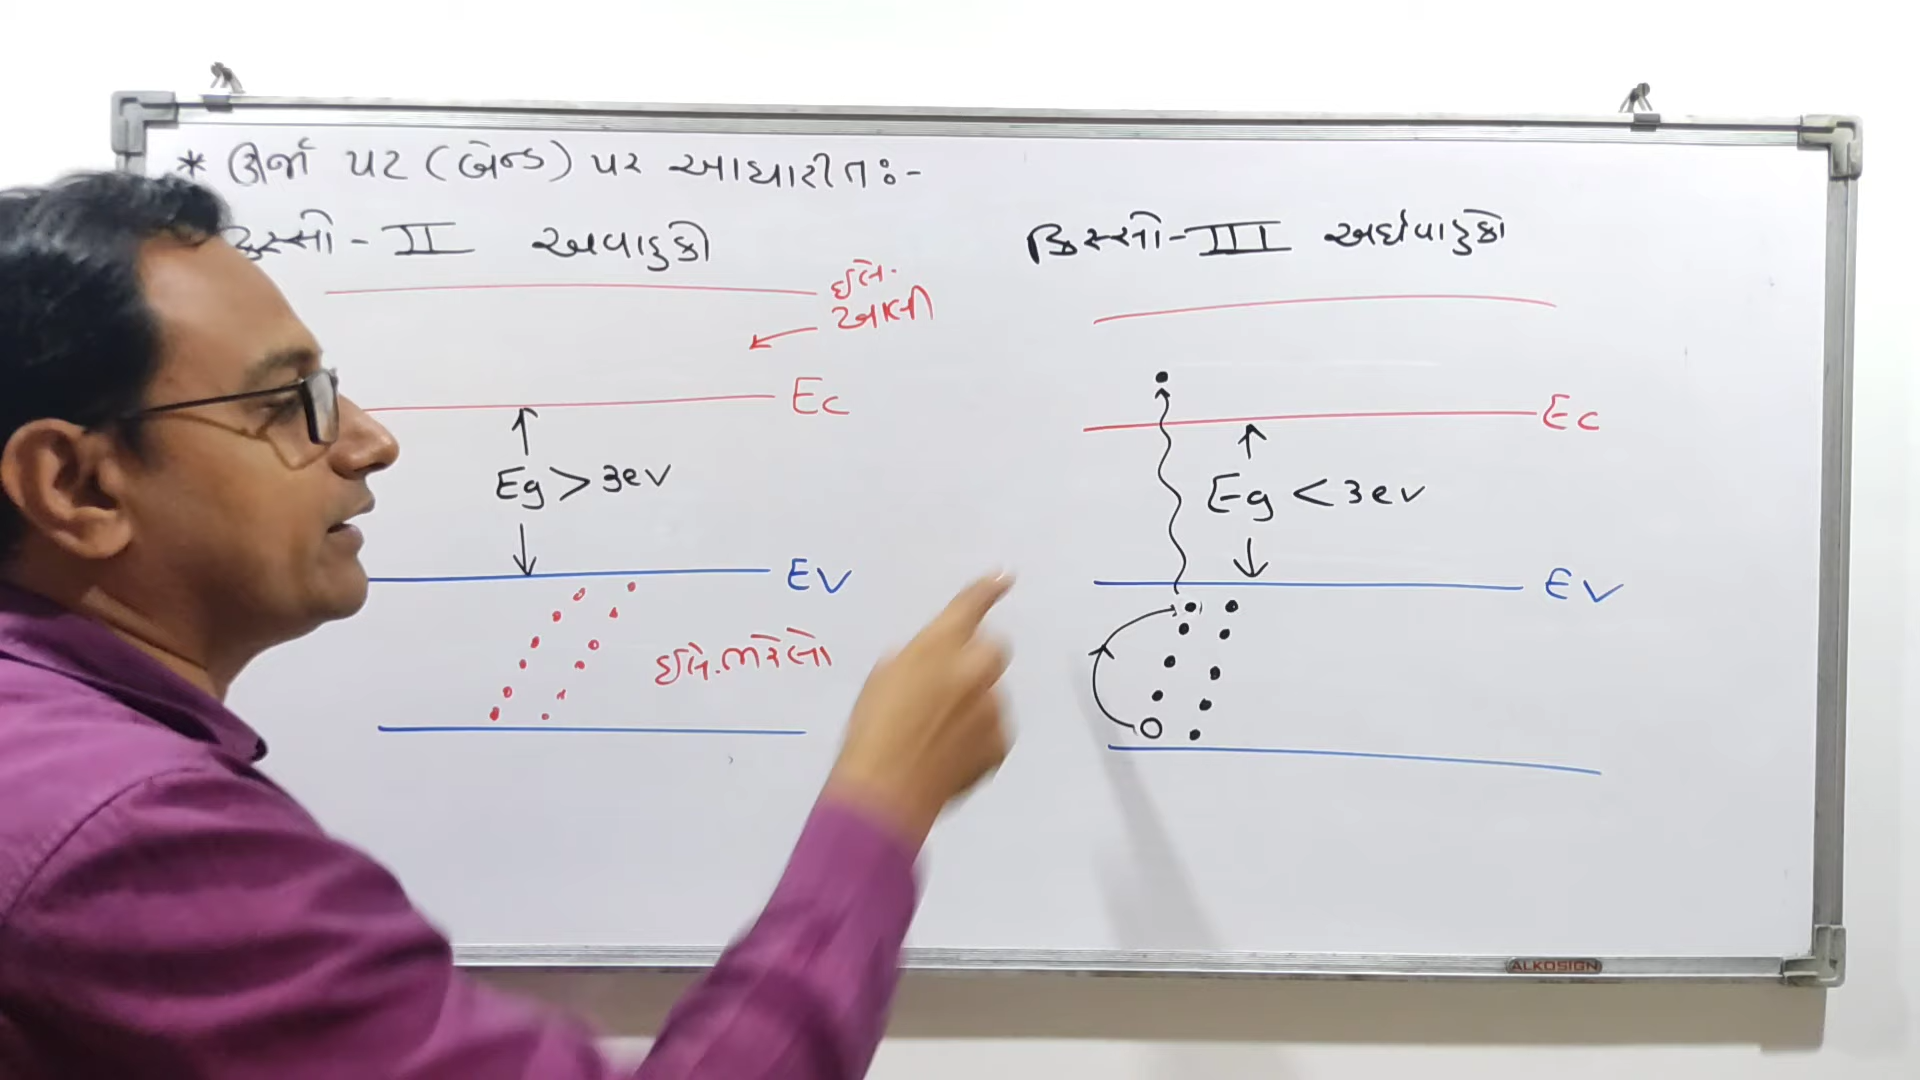 * ઊર્જા પટ (બેન્ડ) પર આધારીત :-
કિસ્સો - II અવાહકો
ઈલે.
ખાલી
Ec
Eg > 3ev
Ev
ઈલે. ભરેલો
કિસ્સો - III અર્ધવાહકો
Ec
Eg < 3ev
Ev
ALKOSIGN